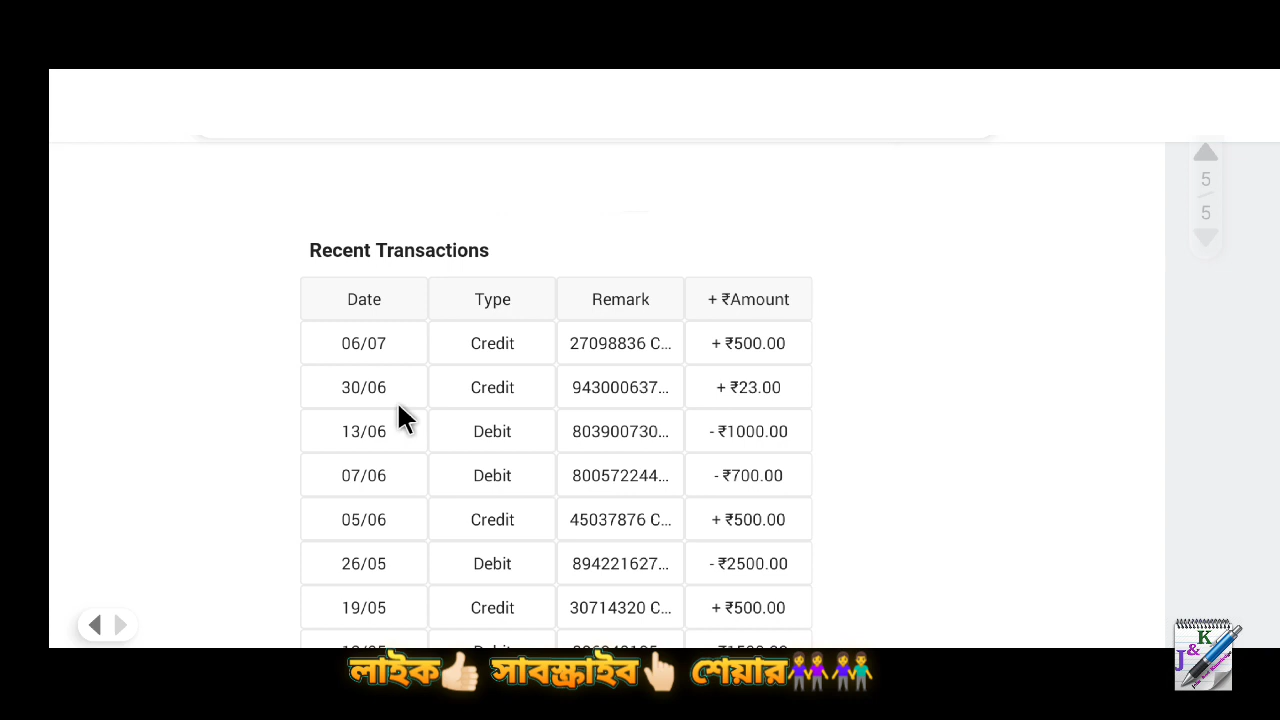 5
5
Recent Transactions
Date Type Remark + ₹Amount
06/07 Credit 27098836 C... + ₹500.00
30/06 Credit 943000637... + ₹23.00
13/06 Debit 803900730... - ₹1000.00
07/06 Debit 800572244... - ₹700.00
05/06 Credit 45037876 C... + ₹500.00
26/05 Debit 894221627... - ₹2500.00
19/05 Credit 30714320 C... + ₹500.00
লাইক👍🏻 সাবস্ক্রাইব👆🏻 শেয়ার👭👫
J & K